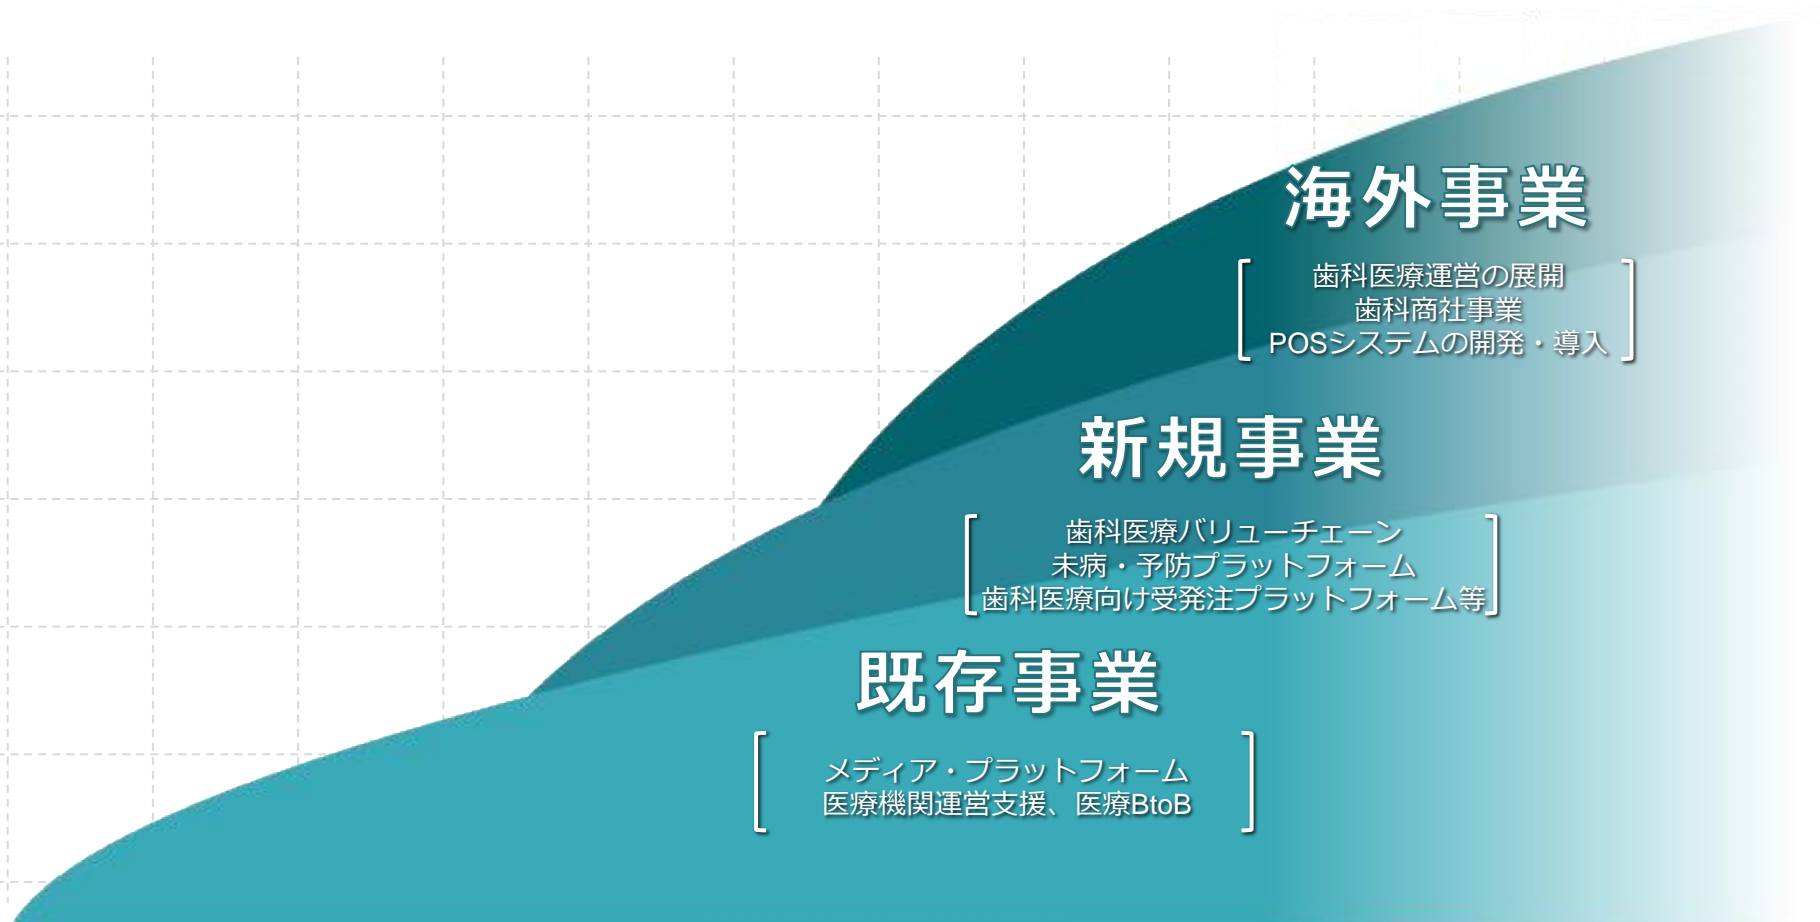 海外事業
歯科医療運営の展開
歯科商社事業
POSシステムの開発・導入
新規事業
歯科医療バリューチェーン
未病・予防プラットフォーム
歯科医療向け受発注プラットフォーム等
既存事業
メディア・プラットフォーム
医療機関運営支援、医療BtoB